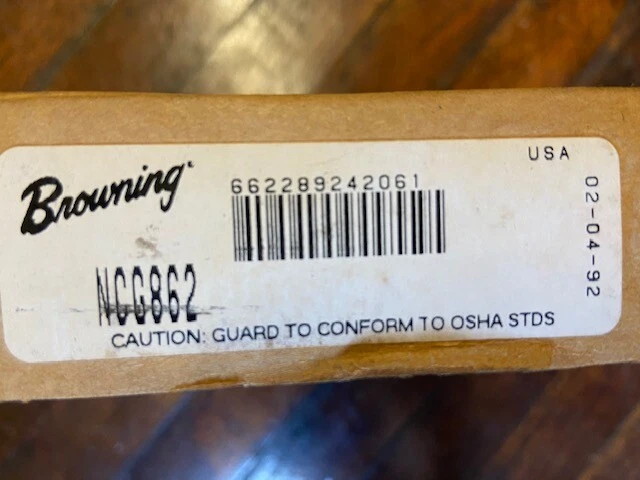 USA
Browning
662289242061
02-04-92
NCG862
CAUTION: GUARD TO CONFORM TO OSHA STDS